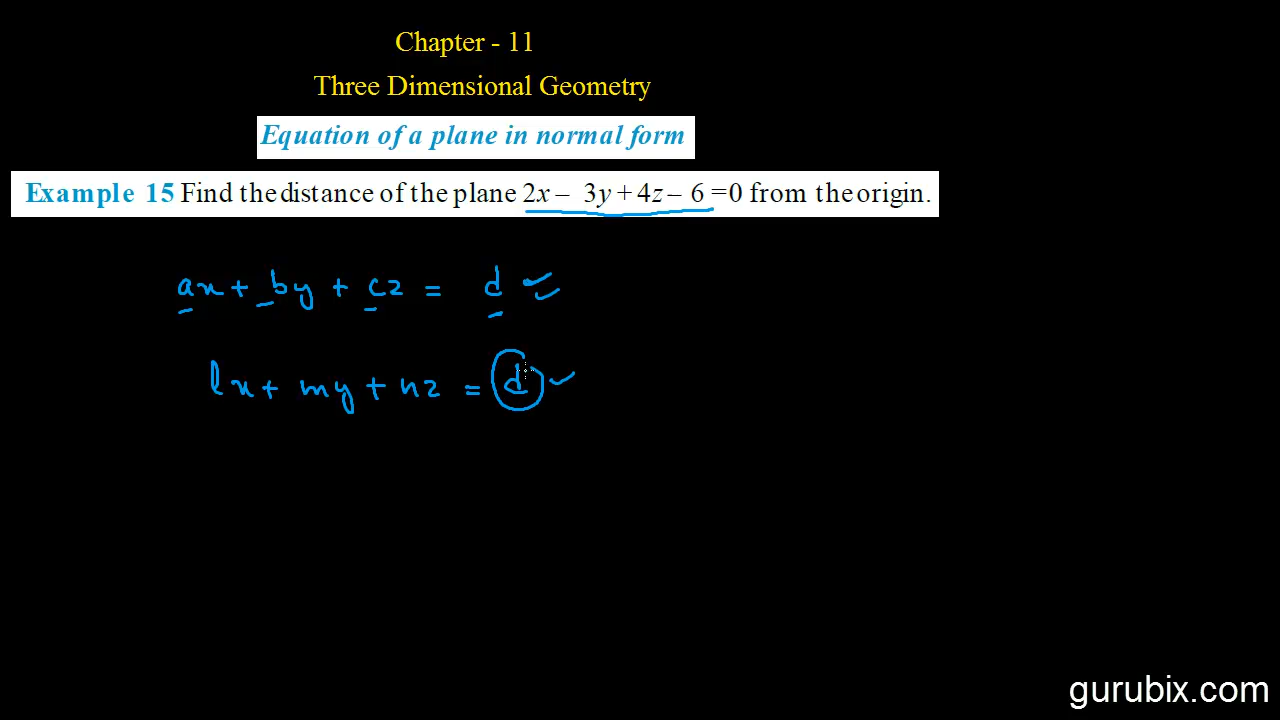 Chapter - 11
Three Dimensional Geometry
Equation of a plane in normal form
Example 15 Find the distance of the plane 2x – 3y + 4z – 6 =0 from the origin.
ax + by + cz = d
lx + my + nz = d
gurubix.com